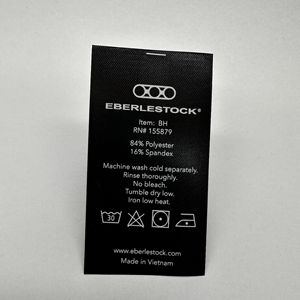 EBERLESTOCK®
Item: BH
RN# 155879
84% Polyester
16% Spandex
Machine wash cold separately.
Rinse thoroughly.
No bleach.
Tumble dry low.
Iron low heat.
30
www.eberlestock.com
Made in Vietnam